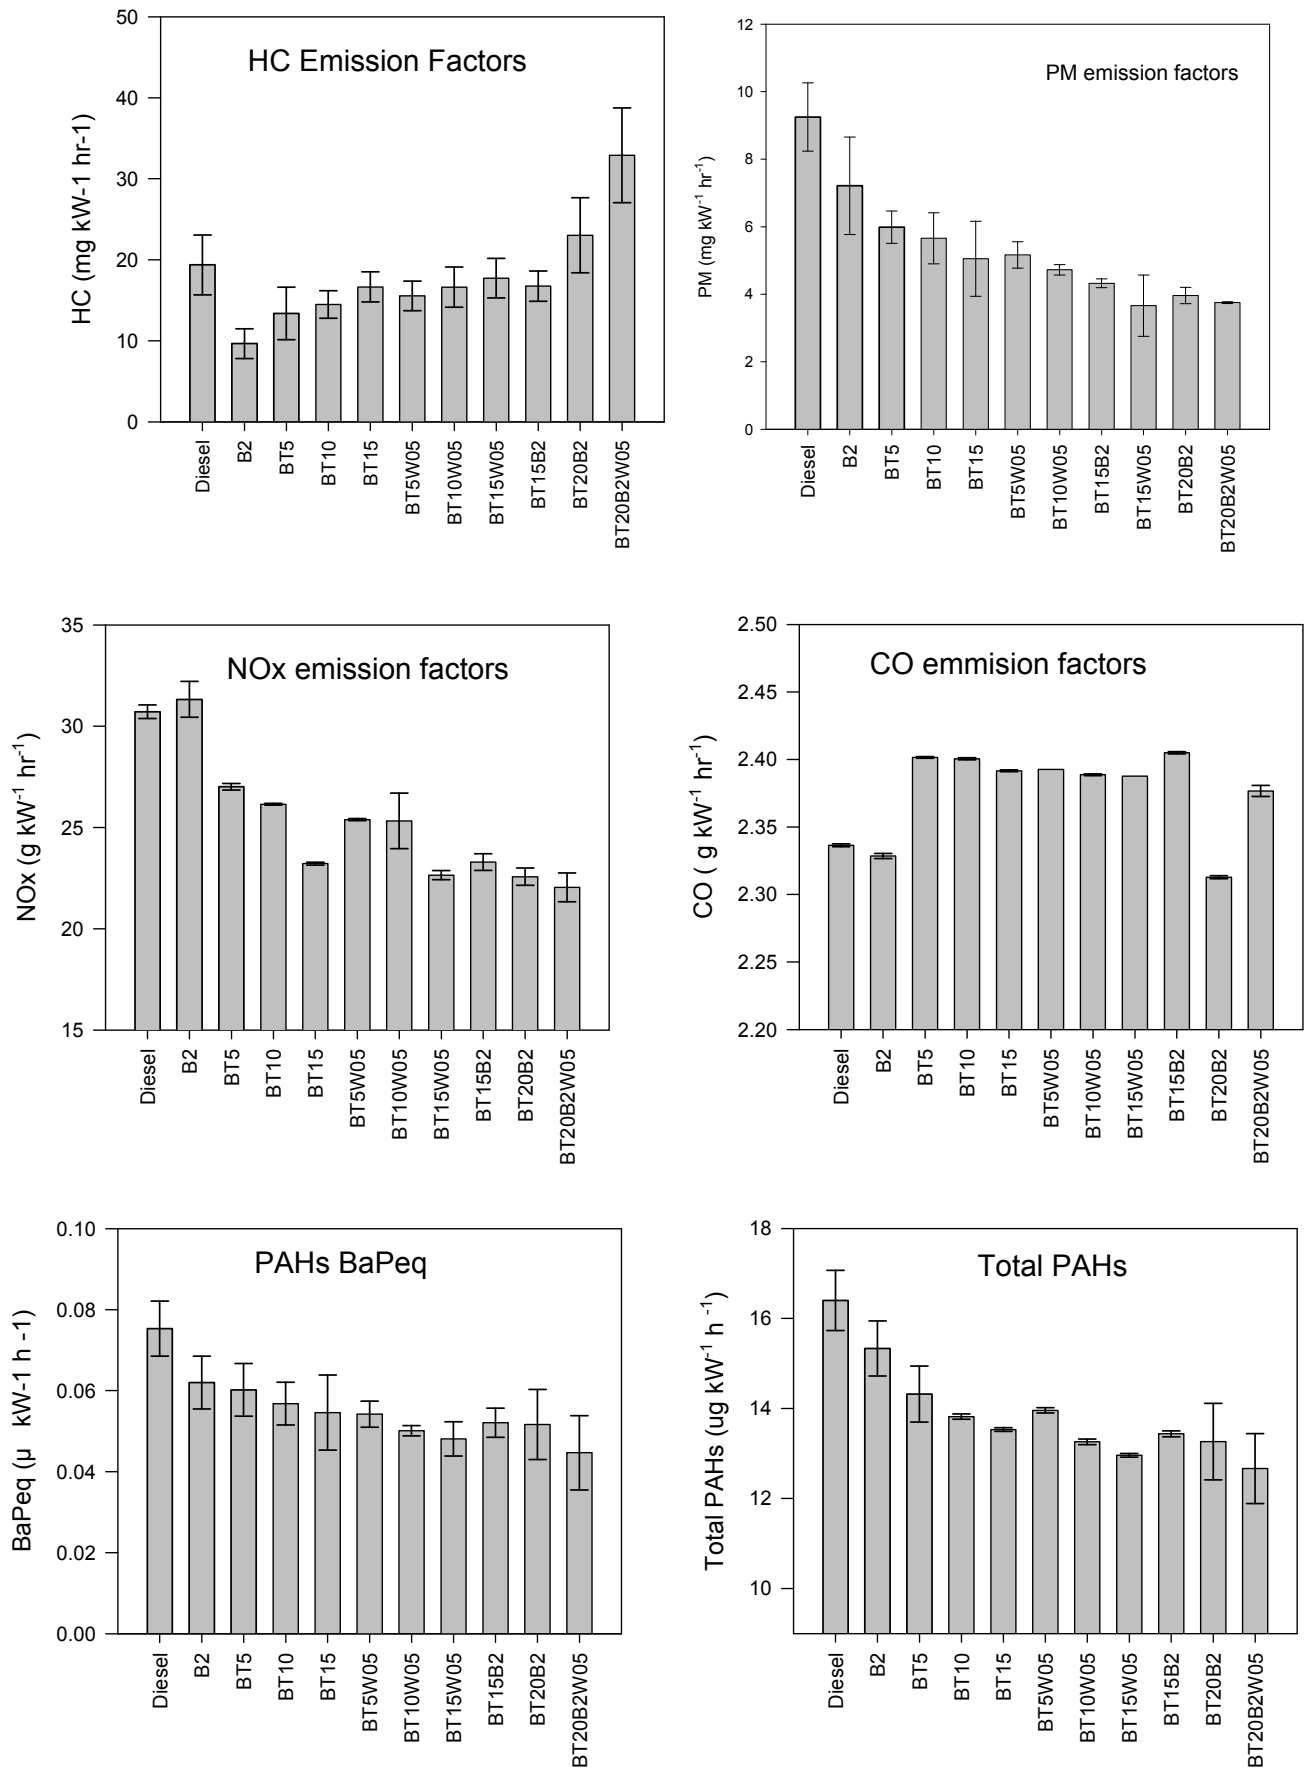 HC Emission Factors
HC (mg kW-1 hr-1)
50
40
30
20
10
0
Diesel
B2
BT5
BT10
BT15
BT5W05
BT10W05
BT15W05
BT15B2
BT20B2
BT20B2W05
PM emission factors
PM (mg kW⁻¹ hr⁻¹)
12
10
8
6
4
2
0
Diesel
B2
BT5
BT10
BT15
BT5W05
BT10W05
BT15B2
BT15W05
BT20B2
BT20B2W05
NOx emission factors
NOx (g kW⁻¹ hr⁻¹)
35
30
25
20
15
Diesel
B2
BT5
BT10
BT15
BT5W05
BT10W05
BT15W05
BT15B2
BT20B2
BT20B2W05
CO emmision factors
CO ( g kW⁻¹ hr⁻¹)
2.50
2.45
2.40
2.35
2.30
2.25
2.20
Diesel
B2
BT5
BT10
BT15
BT5W05
BT10W05
BT15W05
BT15B2
BT20B2
BT20B2W05
PAHs BaPeq
BaPeq (μ kW-1 h -1)
0.10
0.08
0.06
0.04
0.02
0.00
Diesel
B2
BT5
BT10
BT15
BT5W05
BT10W05
BT15W05
BT15B2
BT20B2
BT20B2W05
Total PAHs
Total PAHs (ug kW⁻¹ h ⁻¹)
18
16
14
12
10
Diesel
B2
BT5
BT10
BT15
BT5W05
BT10W05
BT15W05
BT15B2
BT20B2
BT20B2W05